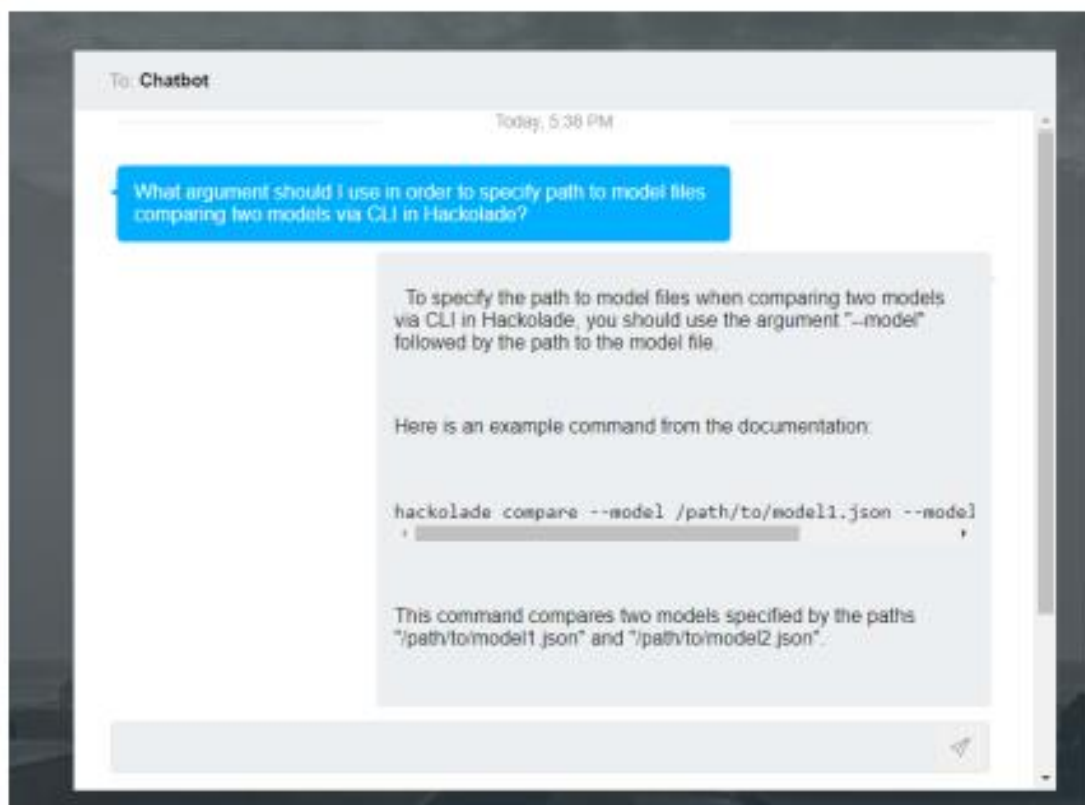 To: Chatbot
Today, 5:38 PM
What argument should I use in order to specify path to model files
comparing two models via CLI in Hackolade?
To specify the path to model files when comparing two models
via CLI in Hackolade, you should use the argument "--model"
followed by the path to the model file.
Here is an example command from the documentation:
hackolade compare --model /path/to/model1.json --model
This command compares two models specified by the paths
"/path/to/model1.json" and "/path/to/model2.json".